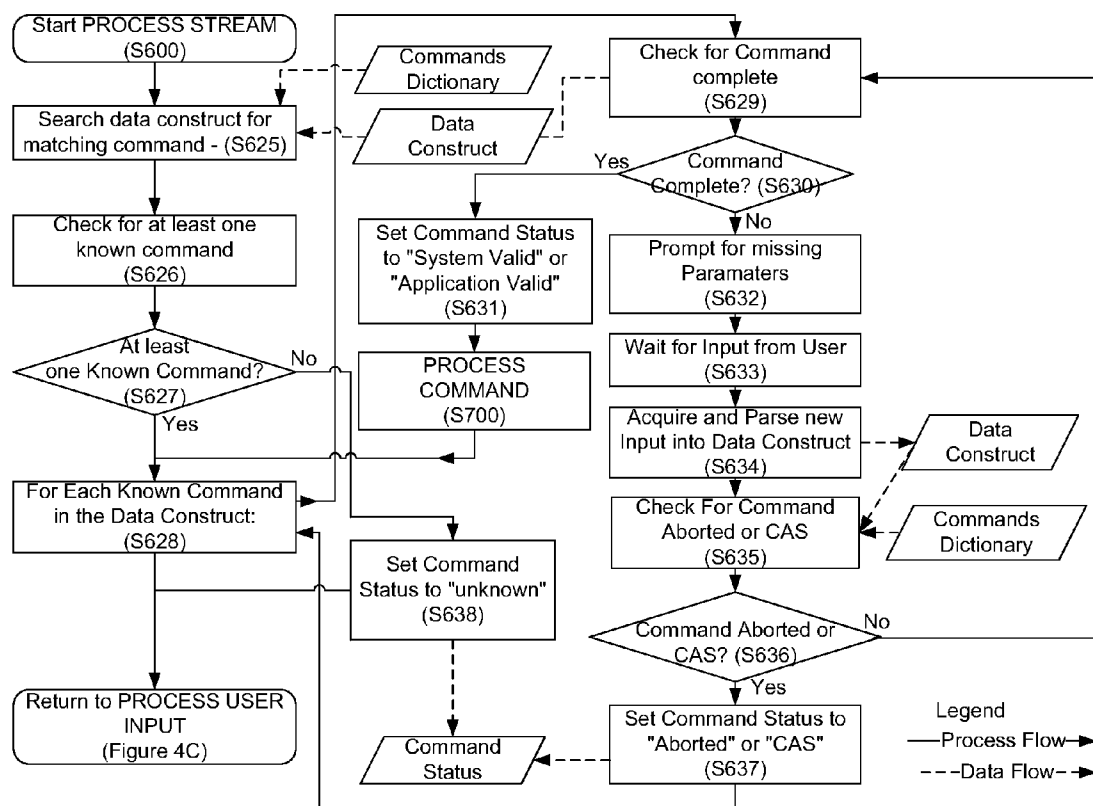 Start PROCESS STREAM
(S600)
Commands
Dictionary
Check for Command
complete
(S629)
Search data construct for
matching command - (S625)
Data
Construct
Yes
Command
Complete? (S630)
No
Check for at least one
known command
(S626)
Set Command Status
to "System Valid" or
"Application Valid"
(S631)
Prompt for missing
Paramaters
(S632)
At least
one Known Command?
(S627)
No
Yes
PROCESS
COMMAND
(S700)
Wait for Input from User
(S633)
Acquire and Parse new
Input into Data Construct
(S634)
Data
Construct
For Each Known Command
in the Data Construct:
(S628)
Check For Command
Aborted or CAS
(S635)
Commands
Dictionary
Set Command
Status to "unknown"
(S638)
Command Aborted or
CAS? (S636)
No
Yes
Return to PROCESS USER
INPUT
(Figure 4C)
Command
Status
Set Command Status to
"Aborted" or "CAS"
(S637)
Legend
Process Flow
Data Flow